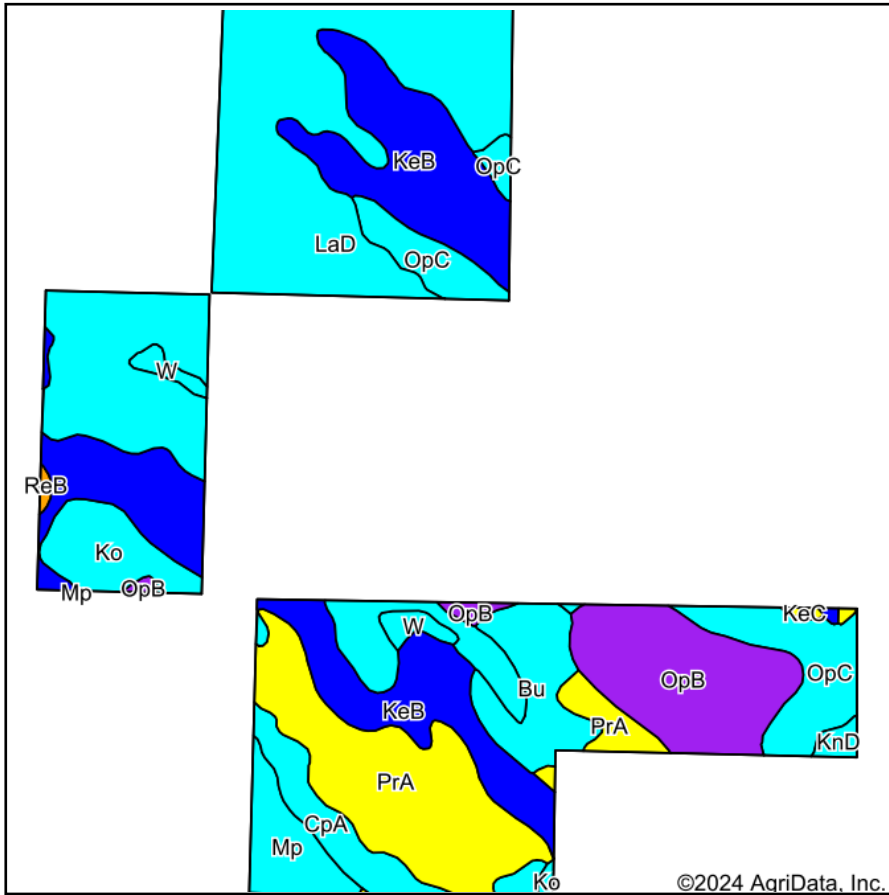 KeB
OpC
LaD
OpC
W
ReB
Ko
Mp
OpB
OpB
KeC
W
OpB
OpC
Bu
KeB
PrA
KnD
PrA
CpA
Mp
Ko
©2024 AgriData, Inc.